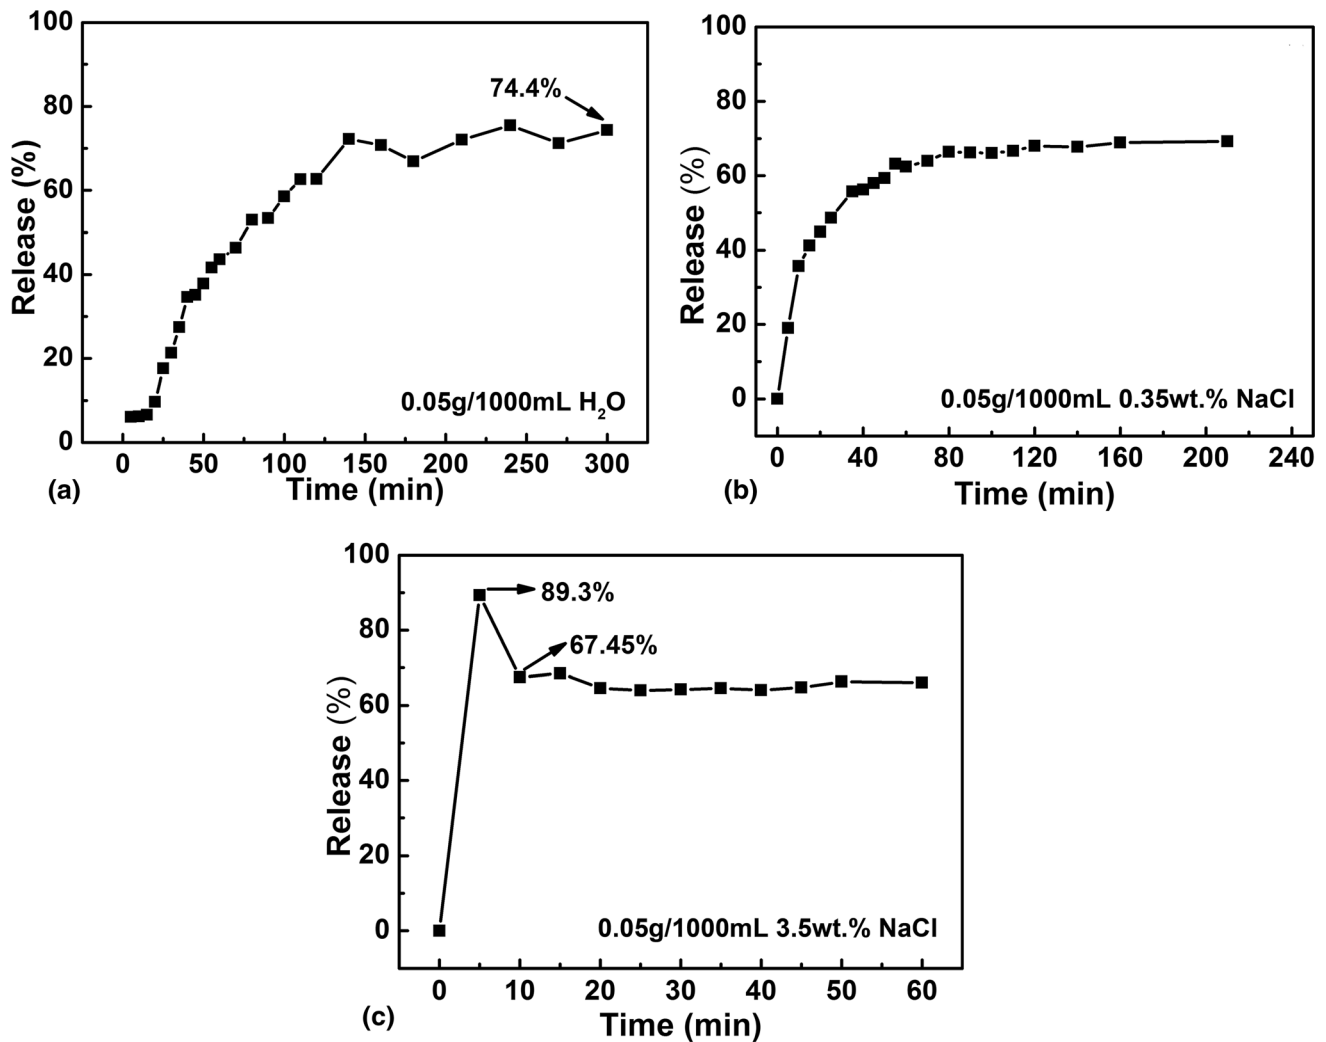 100
80
60
40
20
0
Release (%)
74.4%
0.05g/1000mL H₂O
0 50 100 150 200 250 300
Time (min)
(a)
100
80
60
40
20
0
Release (%)
0.05g/1000mL 0.35wt.% NaCl
0 40 80 120 160 200 240
Time (min)
(b)
100
80
60
40
20
0
Release (%)
89.3%
67.45%
0.05g/1000mL 3.5wt.% NaCl
0 10 20 30 40 50 60
Time (min)
(c)